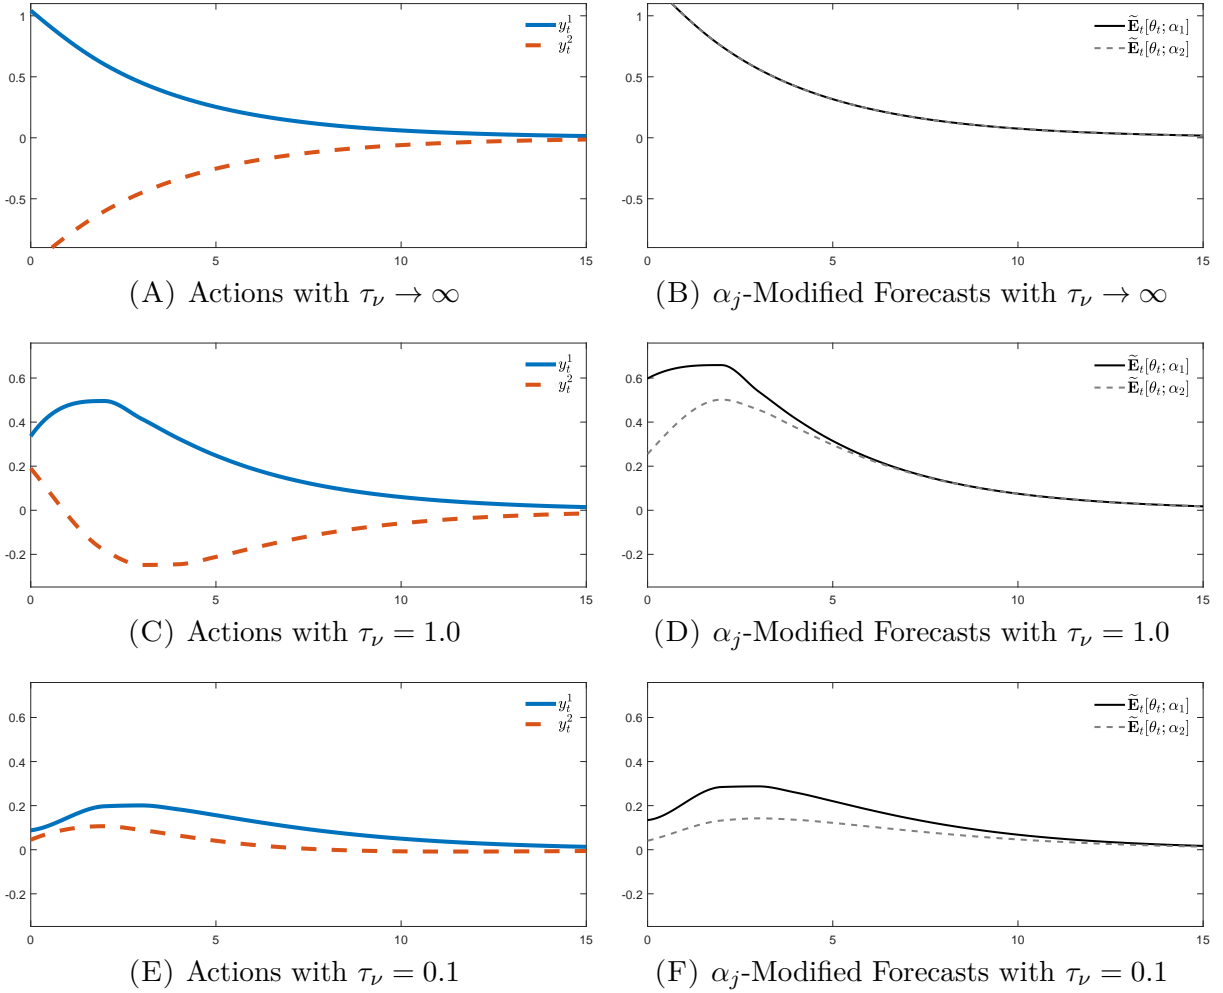 1
0.5
0
-0.5
0 5 10 15
y_t^1
y_t^2
(A) Actions with τ_ν → ∞
1
0.5
0
-0.5
0 5 10 15
Ẽ_t[θ_t; α_1]
Ẽ_t[θ_t; α_2]
(B) α_j-Modified Forecasts with τ_ν → ∞
0.6
0.4
0.2
0
-0.2
0 5 10 15
y_t^1
y_t^2
(C) Actions with τ_ν = 1.0
0.6
0.4
0.2
0
-0.2
0 5 10 15
Ẽ_t[θ_t; α_1]
Ẽ_t[θ_t; α_2]
(D) α_j-Modified Forecasts with τ_ν = 1.0
0.6
0.4
0.2
0
-0.2
0 5 10 15
y_t^1
y_t^2
(E) Actions with τ_ν = 0.1
0.6
0.4
0.2
0
-0.2
0 5 10 15
Ẽ_t[θ_t; α_1]
Ẽ_t[θ_t; α_2]
(F) α_j-Modified Forecasts with τ_ν = 0.1